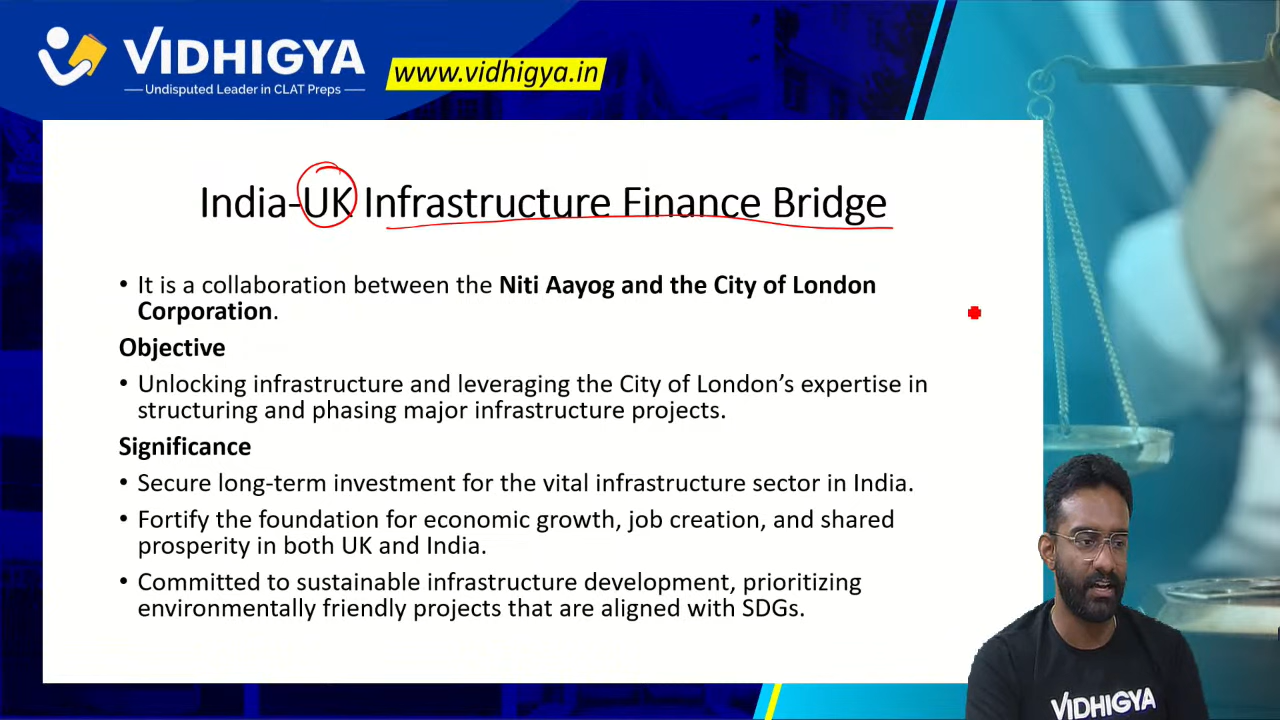 VIDHIGYA
Undisputed Leader in CLAT Preps
www.vidhigya.in
India-UK Infrastructure Finance Bridge
• It is a collaboration between the Niti Aayog and the City of London
Corporation.
Objective
• Unlocking infrastructure and leveraging the City of London’s expertise in
structuring and phasing major infrastructure projects.
Significance
• Secure long-term investment for the vital infrastructure sector in India.
• Fortify the foundation for economic growth, job creation, and shared
prosperity in both UK and India.
• Committed to sustainable infrastructure development, prioritizing
environmentally friendly projects that are aligned with SDGs.
VIDHIGYA